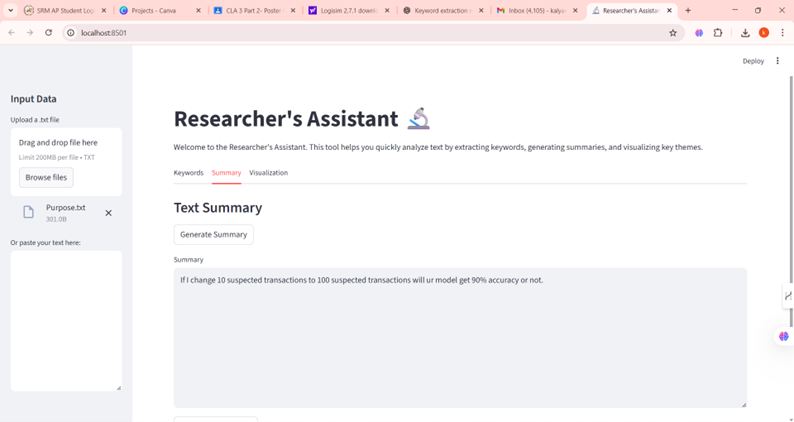 SRM AP Student Log
Projects - Canva
CLA 3 Part 2- Poster
Logisim 2.7.1 downl
Keyword extraction
Inbox (4,105) - kalya
Researcher's Assistan
localhost:8501
k
Deploy
Input Data
Upload a .txt file
Drag and drop file here
Limit 200MB per file • TXT
Browse files
Purpose.txt
301.0B
Or paste your text here:
Researcher's Assistant
Welcome to the Researcher's Assistant. This tool helps you quickly analyze text by extracting keywords, generating summaries, and visualizing key themes.
Keywords Summary Visualization
Text Summary
Generate Summary
Summary
If I change 10 suspected transactions to 100 suspected transactions will ur model get 90% accuracy or not.